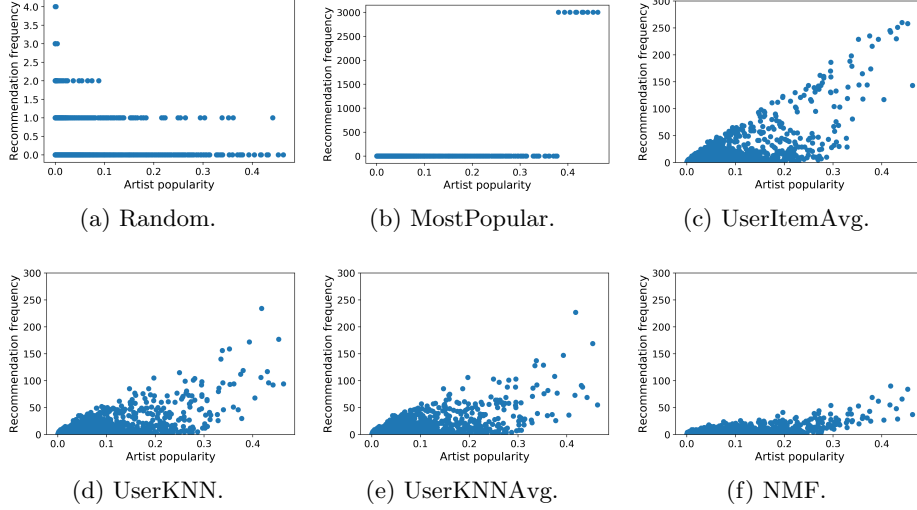 Recommendation frequency
4.0
3.5
3.0
2.5
2.0
1.5
1.0
0.5
0.0
0.0 0.1 0.2 0.3 0.4
Artist popularity
(a) Random.
Recommendation frequency
3000
2500
2000
1500
1000
500
0
0.0 0.1 0.2 0.3 0.4
Artist popularity
(b) MostPopular.
Recommendation frequency
300
250
200
150
100
50
0
0.0 0.1 0.2 0.3 0.4
Artist popularity
(c) UserItemAvg.
Recommendation frequency
300
250
200
150
100
50
0
0.0 0.1 0.2 0.3 0.4
Artist popularity
(d) UserKNN.
Recommendation frequency
300
250
200
150
100
50
0
0.0 0.1 0.2 0.3 0.4
Artist popularity
(e) UserKNNAvg.
Recommendation frequency
300
250
200
150
100
50
0
0.0 0.1 0.2 0.3 0.4
Artist popularity
(f) NMF.